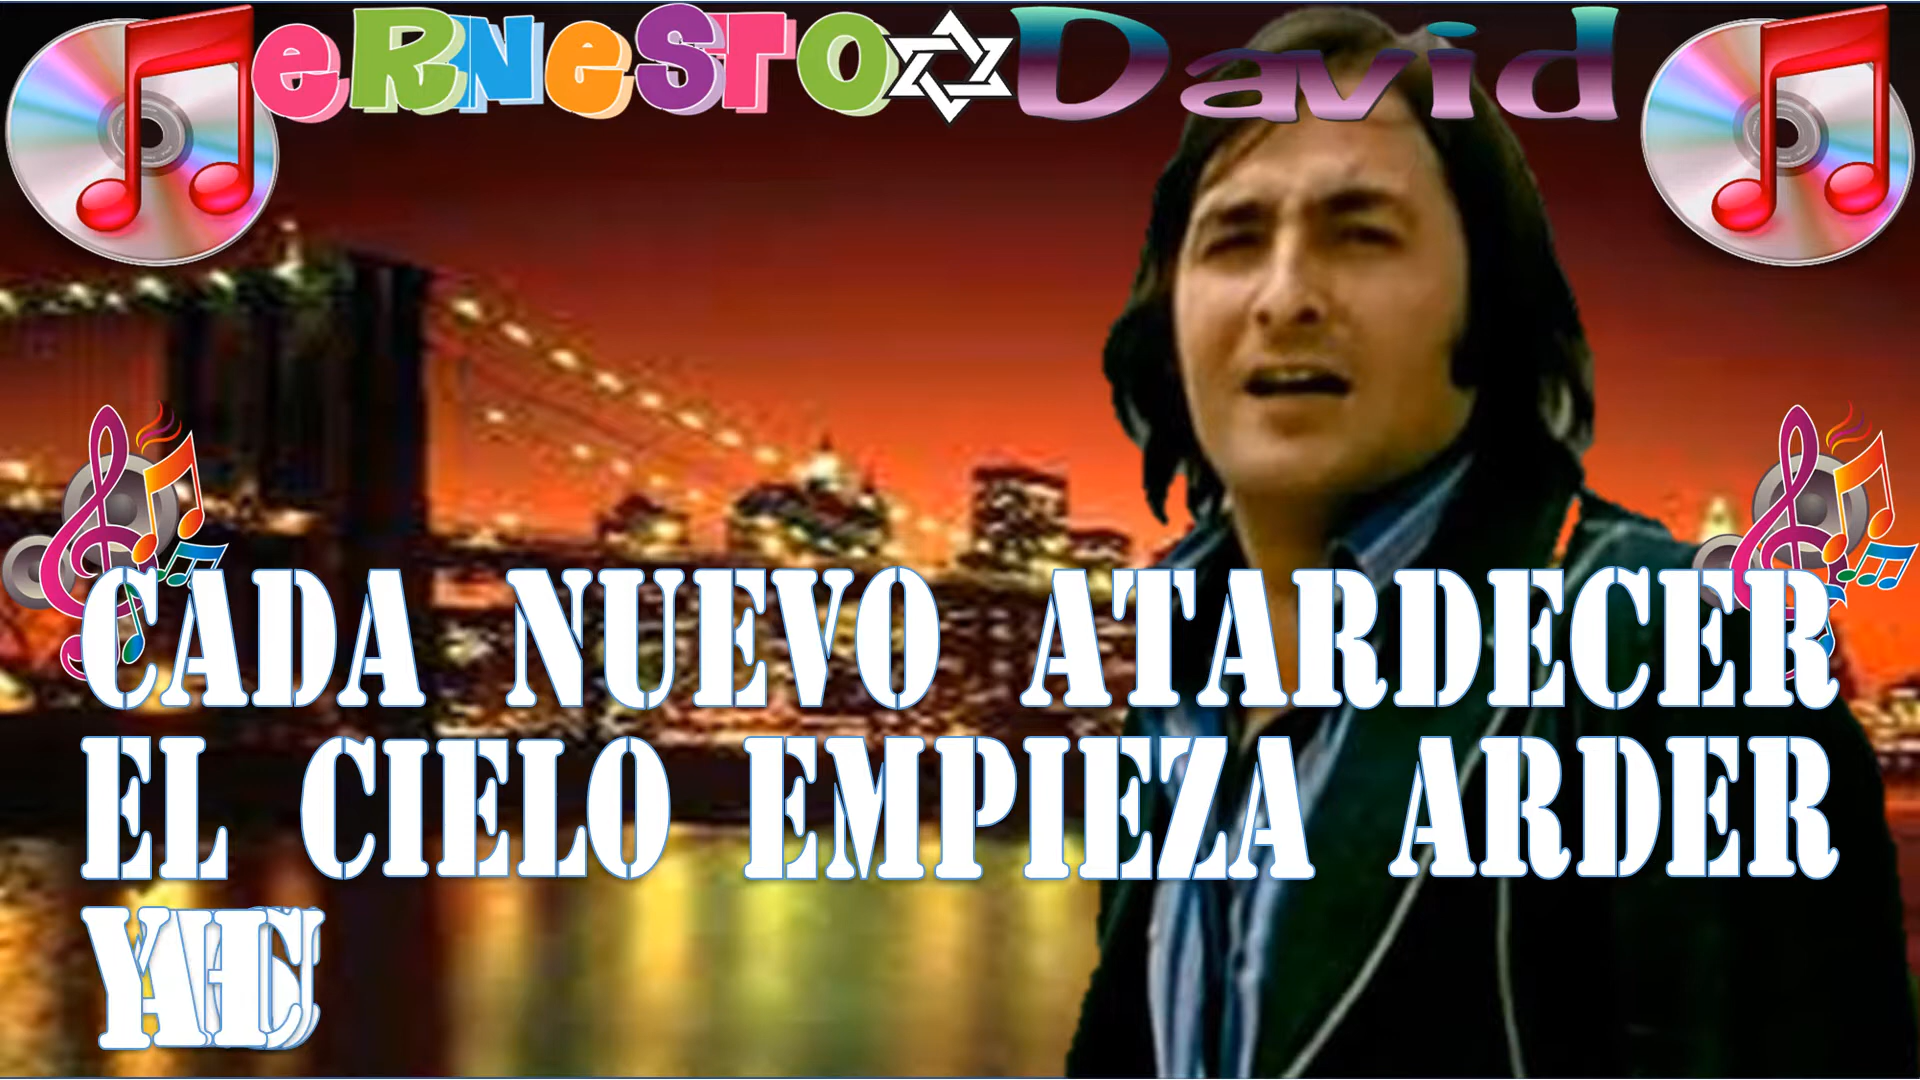 eRNeSTO David
CADA NUEVO ATARDECER
EL CIELO EMPIEZA ARDER